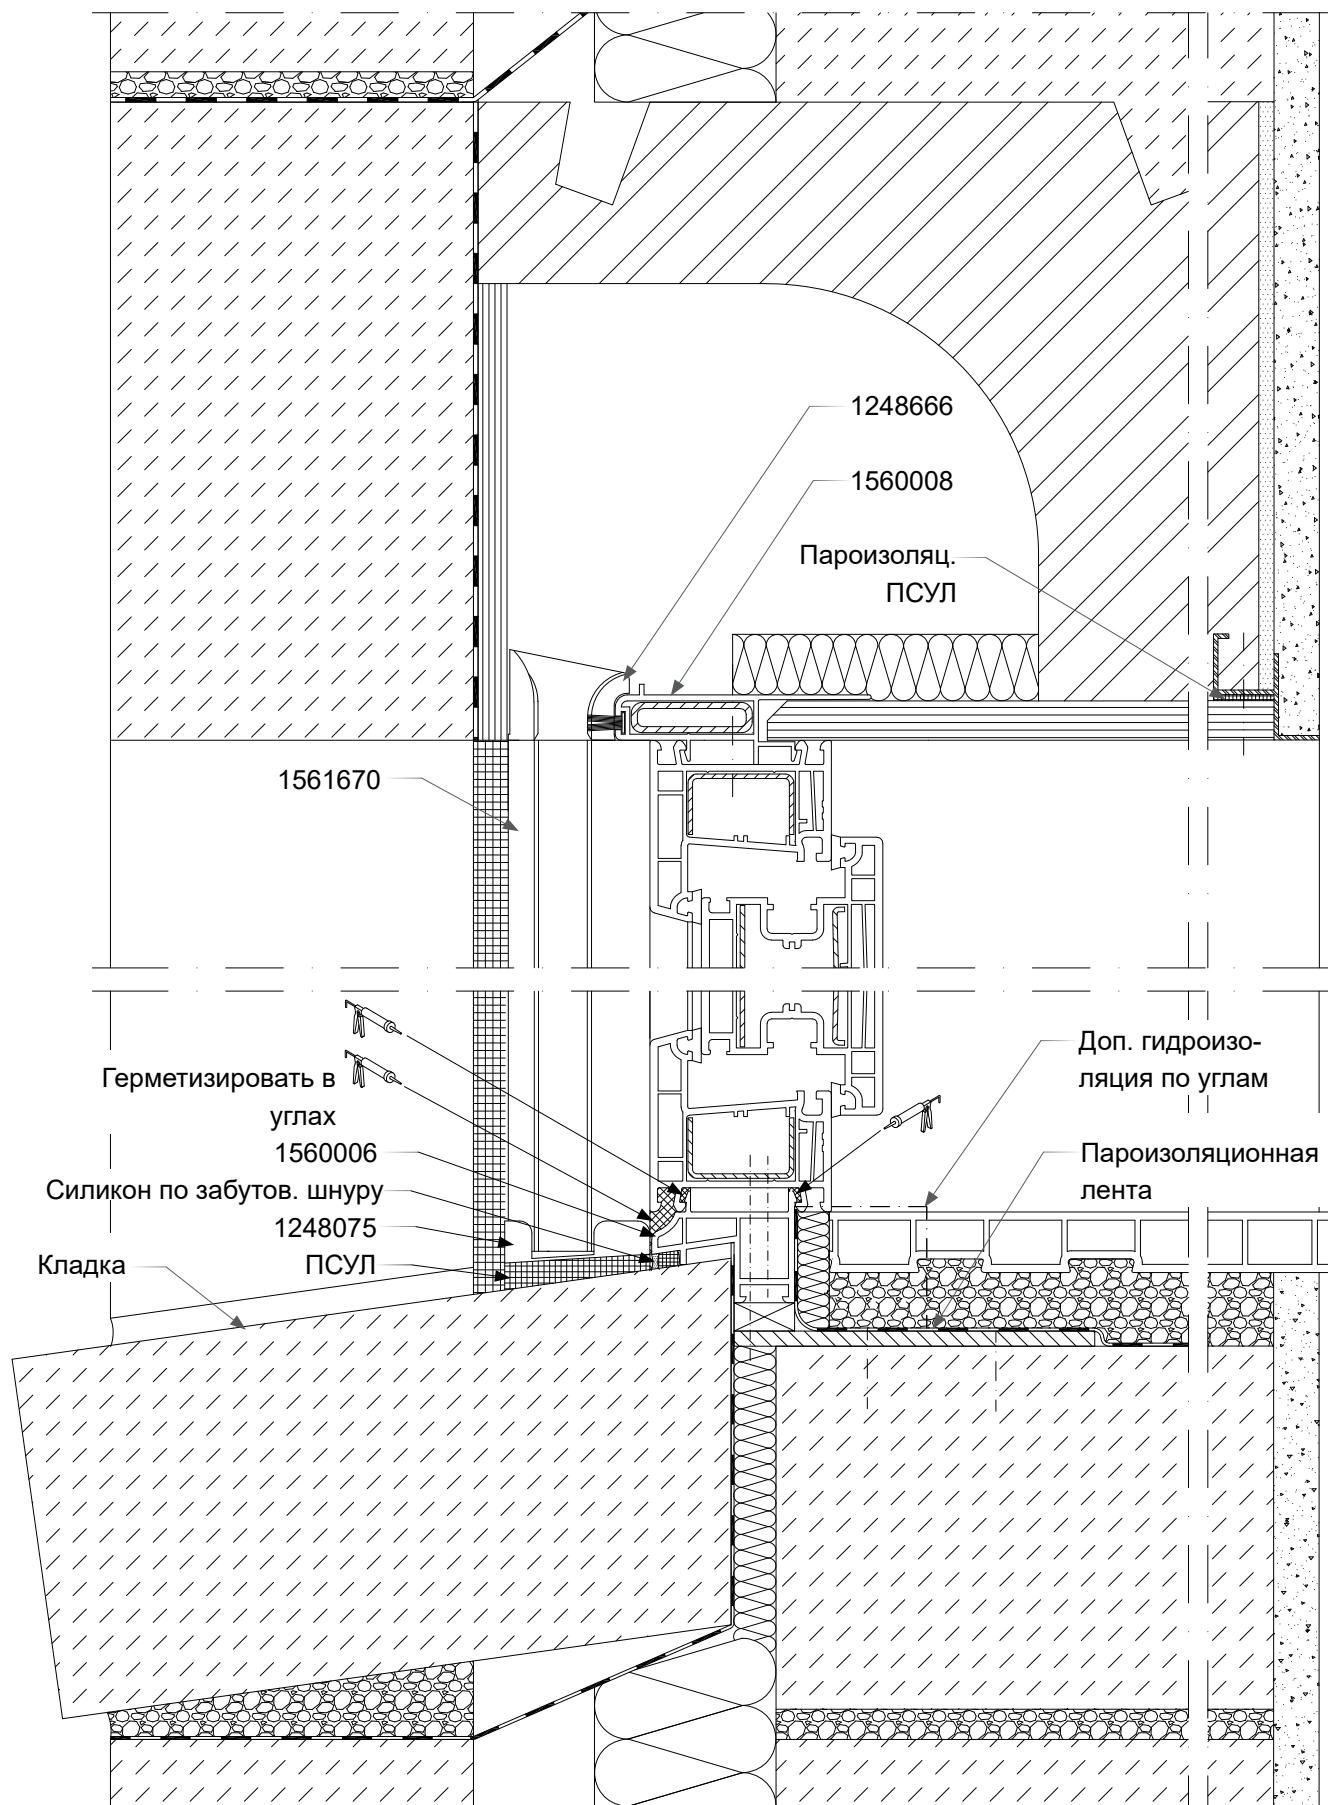 1248666
1560008
Пароизоляц.
ПСУЛ
1561670
Доп. гидроизо-
ляция по углам
Герметизировать в
углах
1560006
Силикон по забутов. шнуру
1248075
ПСУЛ
Кладка
Пароизоляционная
лента